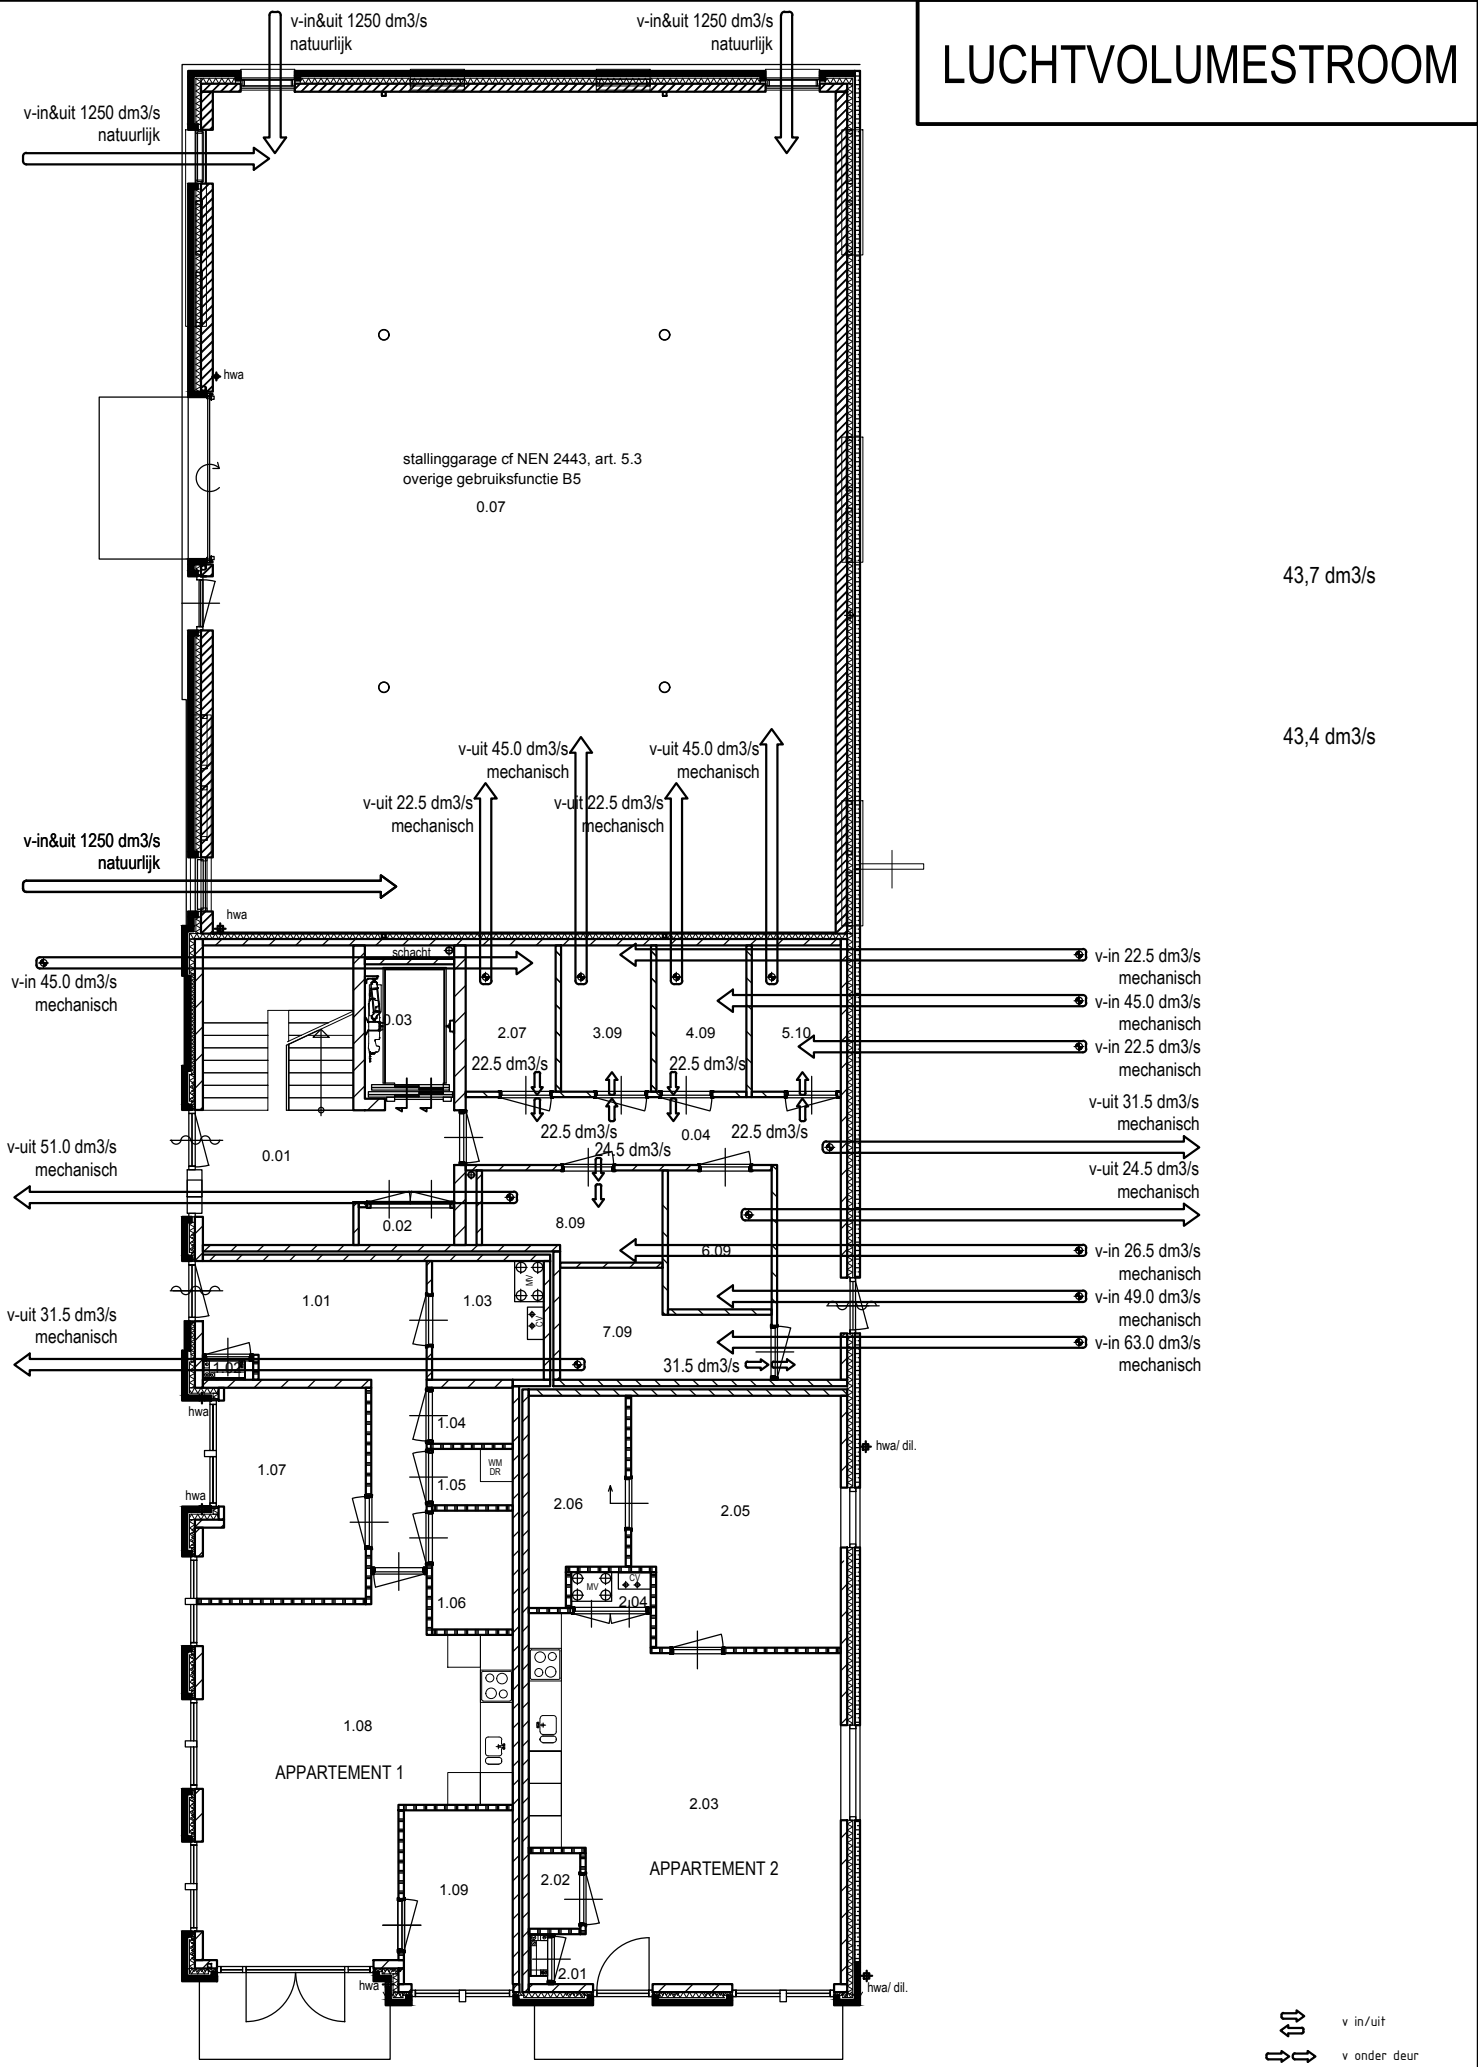 v-in&uit 1250 dm3/s
natuurlijk
v-in&uit 1250 dm3/s
natuurlijk
LUCHTVOLUMESTROOM
v-in&uit 1250 dm3/s
natuurlijk
hwa
stallinggarage cf NEN 2443, art. 5.3
overige gebruiksfunctie B5
0.07
43,7 dm3/s
43,4 dm3/s
v-uit 45.0 dm3/s
mechanisch
v-uit 45.0 dm3/s
mechanisch
v-uit 22.5 dm3/s
mechanisch
v-uit 22.5 dm3/s
mechanisch
v-in&uit 1250 dm3/s
natuurlijk
hwa
schacht
v-in 45.0 dm3/s
mechanisch
v-in 22.5 dm3/s
mechanisch
v-in 45.0 dm3/s
mechanisch
v-in 22.5 dm3/s
mechanisch
0.03
2.07
3.09
4.09
5.10
22.5 dm3/s
22.5 dm3/s
22.5 dm3/s
22.5 dm3/s
24.5 dm3/s
0.04
0.01
v-uit 31.5 dm3/s
mechanisch
v-uit 51.0 dm3/s
mechanisch
v-uit 24.5 dm3/s
mechanisch
0.02
8.09
6.09
v-in 26.5 dm3/s
mechanisch
v-in 49.0 dm3/s
mechanisch
v-in 63.0 dm3/s
mechanisch
1.01
1.03
MV
CV
7.09
31.5 dm3/s
v-uit 31.5 dm3/s
mechanisch
1.02
hwa
1.04
hwa/ dil.
1.07
1.05
WM
DR
hwa
2.06
2.05
1.06
MV
CV
2.04
1.08
APPARTEMENT 1
2.03
APPARTEMENT 2
1.09
2.02
2.01
hwa
hwa/ dil.
v in/uit
v onder deur